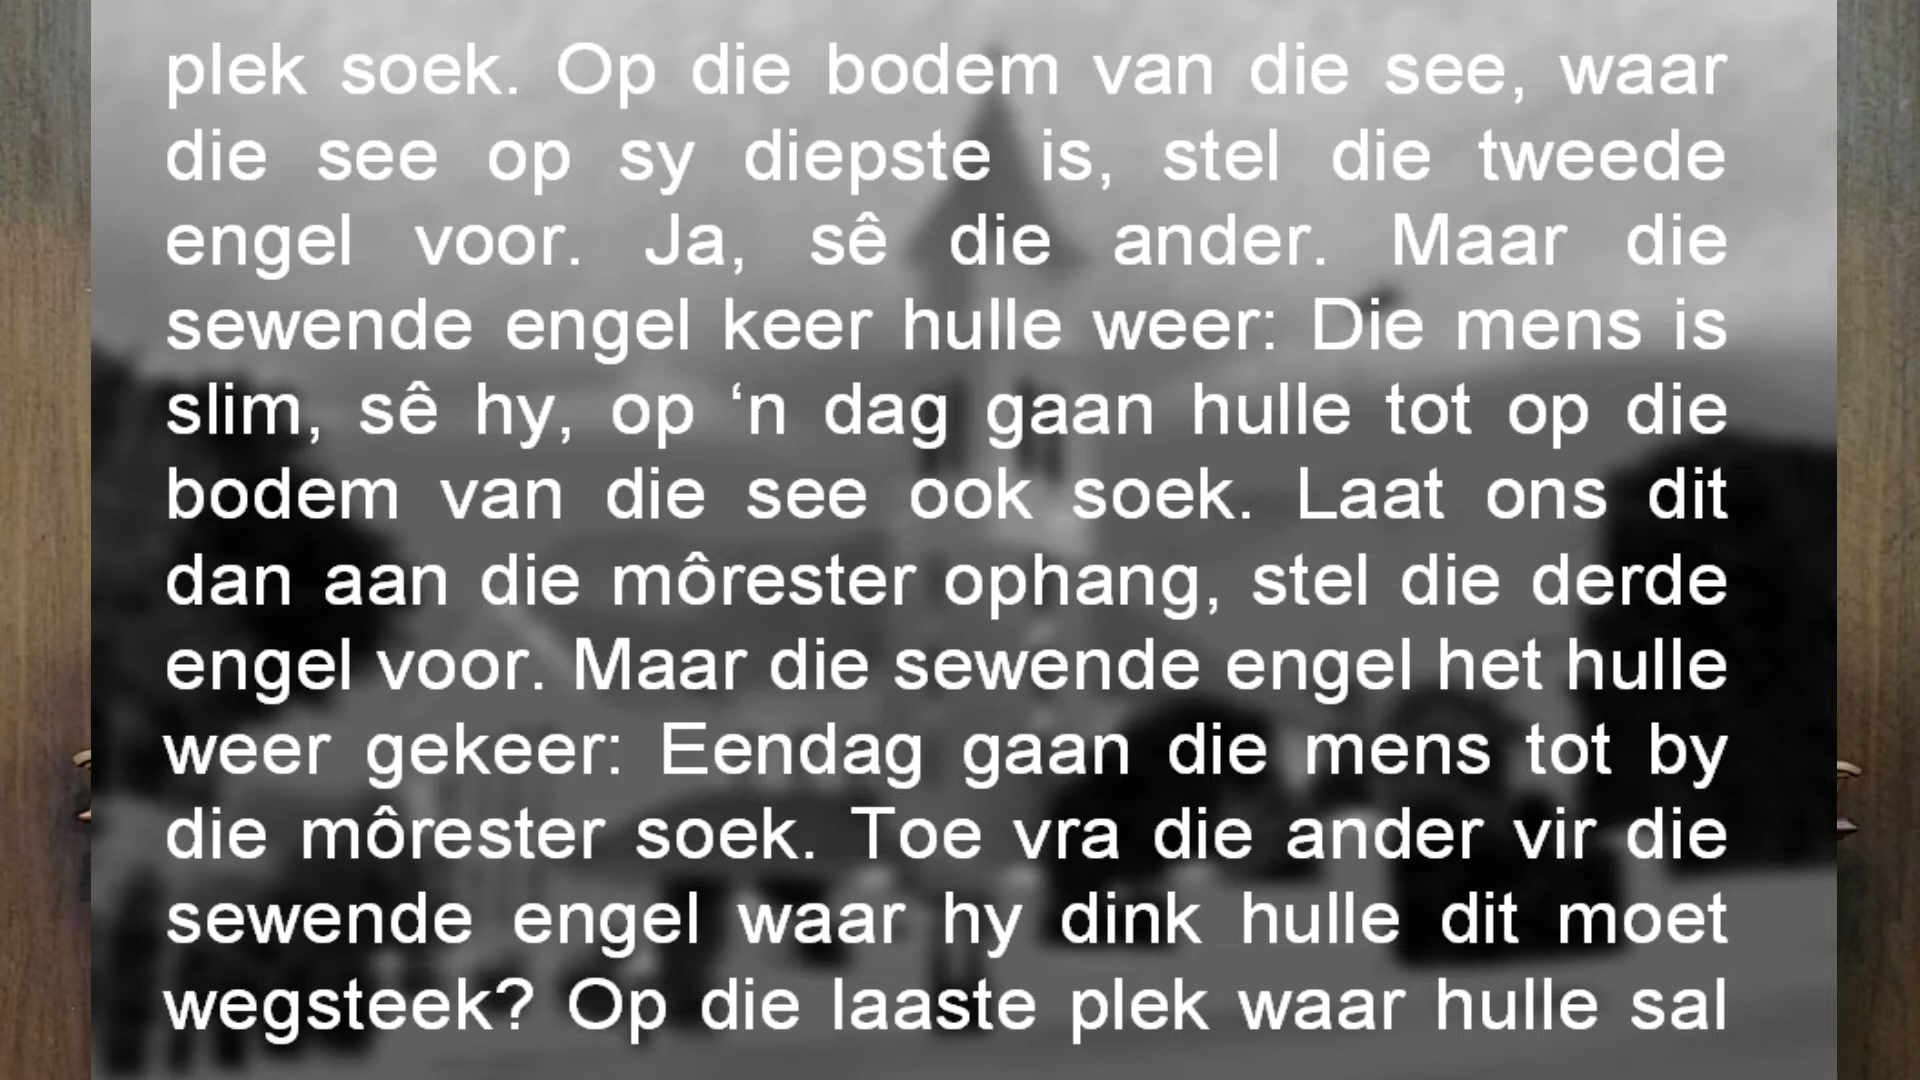 plek soek. Op die bodem van die see, waar
die see op sy diepste is, stel die tweede
engel voor. Ja, sê die ander. Maar die
sewende engel keer hulle weer: Die mens is
slim, sê hy, op ‘n dag gaan hulle tot op die
bodem van die see ook soek. Laat ons dit
dan aan die môrester ophang, stel die derde
engel voor. Maar die sewende engel het hulle
weer gekeer: Eendag gaan die mens tot by
die môrester soek. Toe vra die ander vir die
sewende engel waar hy dink hulle dit moet
wegsteek? Op die laaste plek waar hulle sal